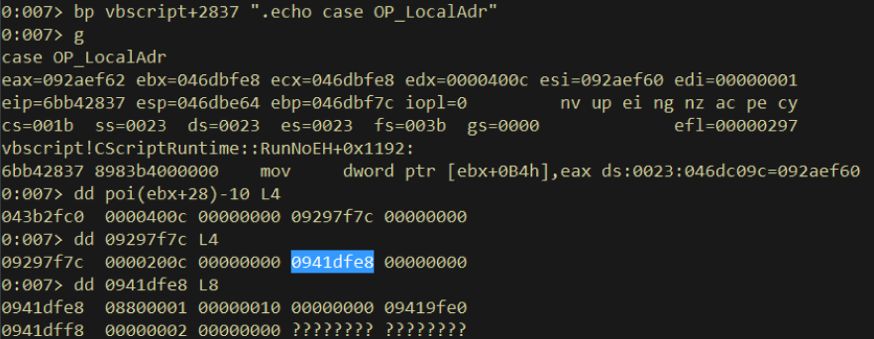 0:007> bp vbscript+2837 ".echo case OP_LocalAdr"
0:007> g
case OP_LocalAdr
eax=092aef62 ebx=046dbfe8 ecx=046dbfe8 edx=0000400c esi=092aef60 edi=00000001
eip=6bb42837 esp=046dbe64 ebp=046dbf7c iopl=0         nv up ei ng nz ac pe cy
cs=001b  ss=0023  ds=0023  es=0023  fs=003b  gs=0000             efl=00000297
vbscript!CScriptRuntime::RunNoEH+0x1192:
6bb42837 8983b4000000    mov     dword ptr [ebx+0B4h],eax ds:0023:046dc09c=092aef60
0:007> dd poi(ebx+28)-10 L4
043b2fc0  0000400c 00000000 09297f7c 00000000
0:007> dd 09297f7c L4
09297f7c  0000200c 00000000 0941dfe8 00000000
0:007> dd 0941dfe8 L8
0941dfe8  08800001 00000010 00000000 09419fe0
0941dff8  00000002 00000000 ???????? ????????